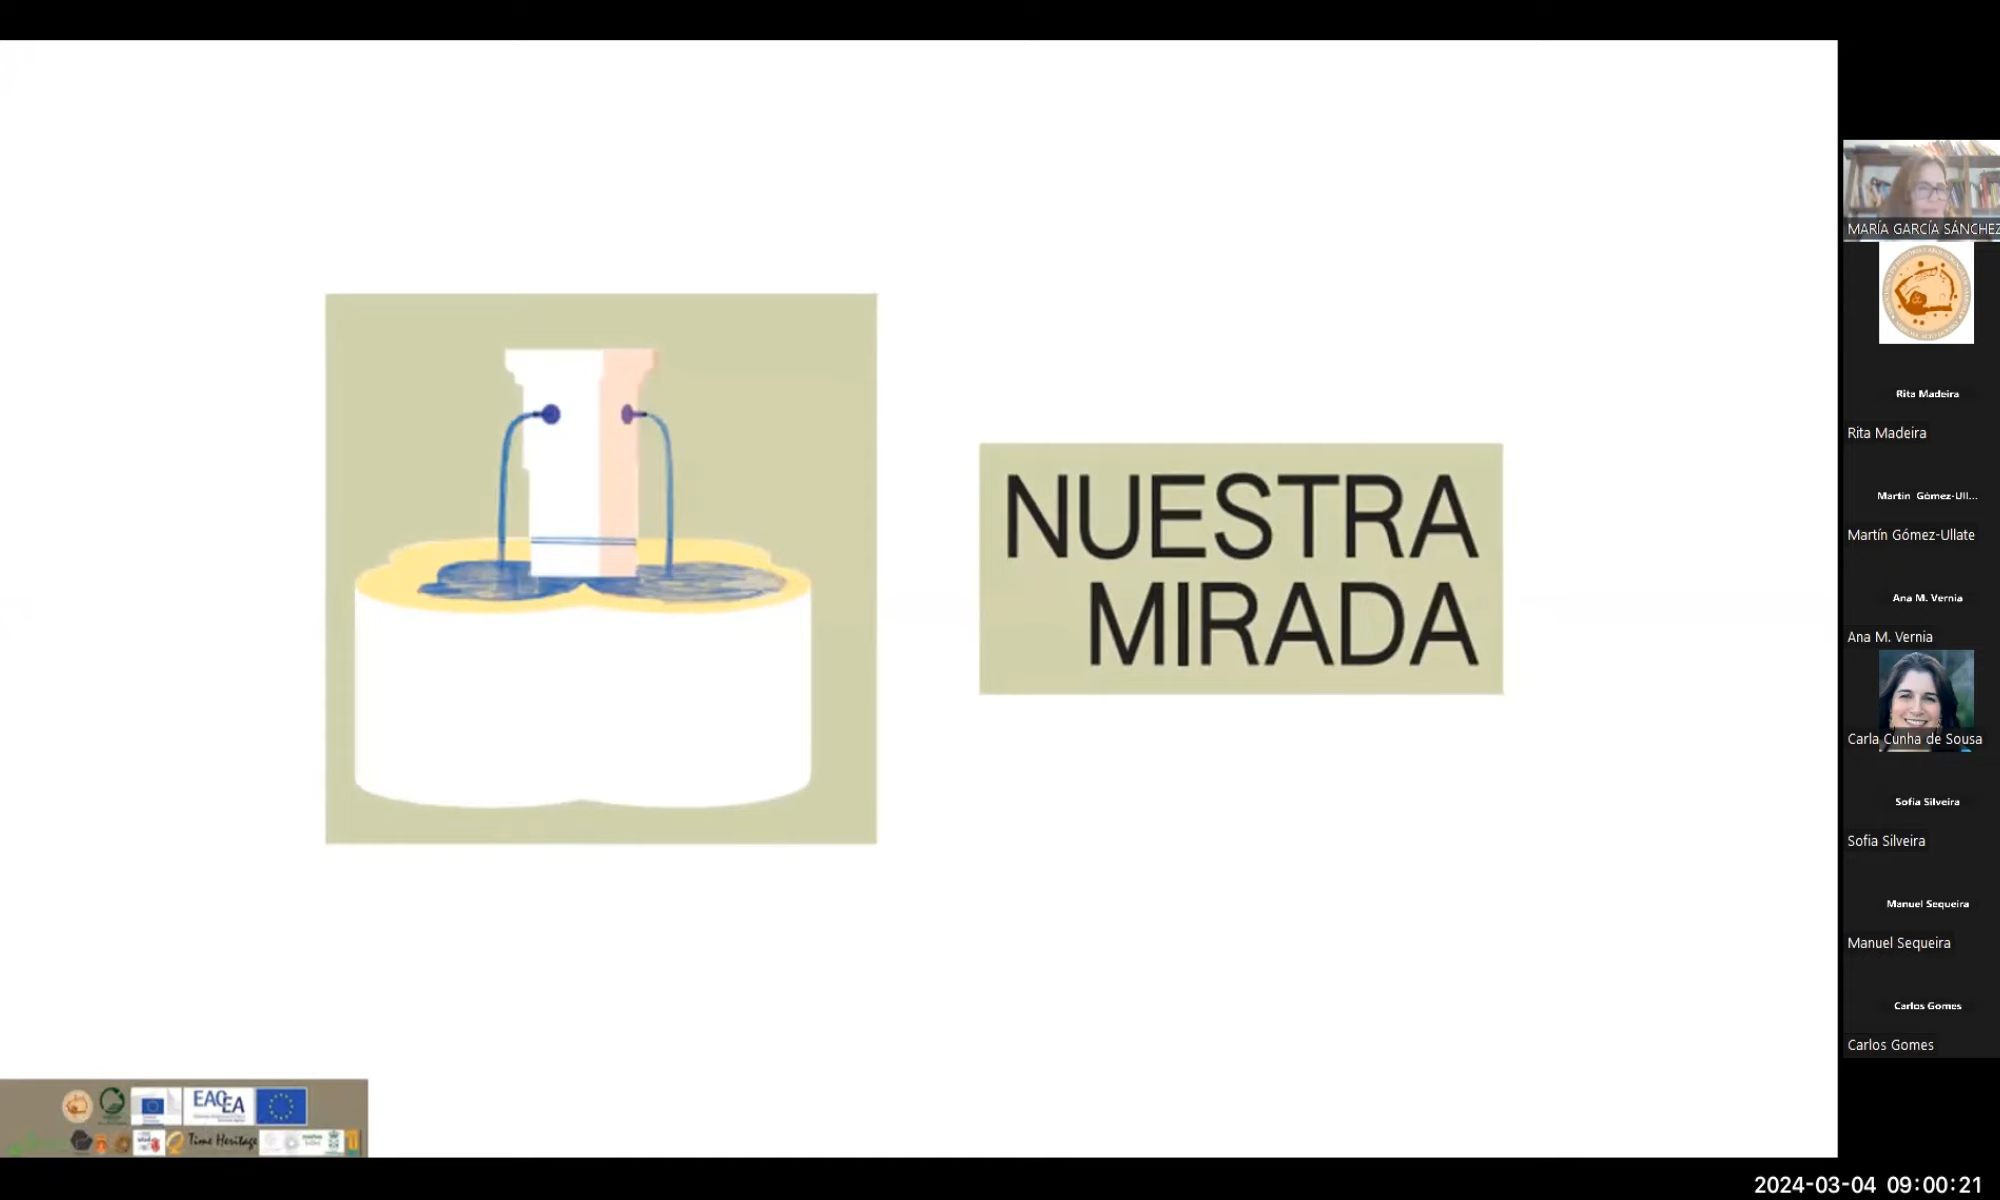 NUESTRA
MIRADA
MARÍA GARCÍA SÁNCHEZ
Rita Madeira
Rita Madeira
Martín Gómez-Ull...
Martín Gómez-Ullate
Ana M. Vernia
Ana M. Vernia
Carla Cunha de Sousa
Sofia Silveira
Sofia Silveira
Manuel Sequeira
Manuel Sequeira
Carlos Gomes
Carlos Gomes
EACEA
Time Heritage
2024-03-04 09:00:21